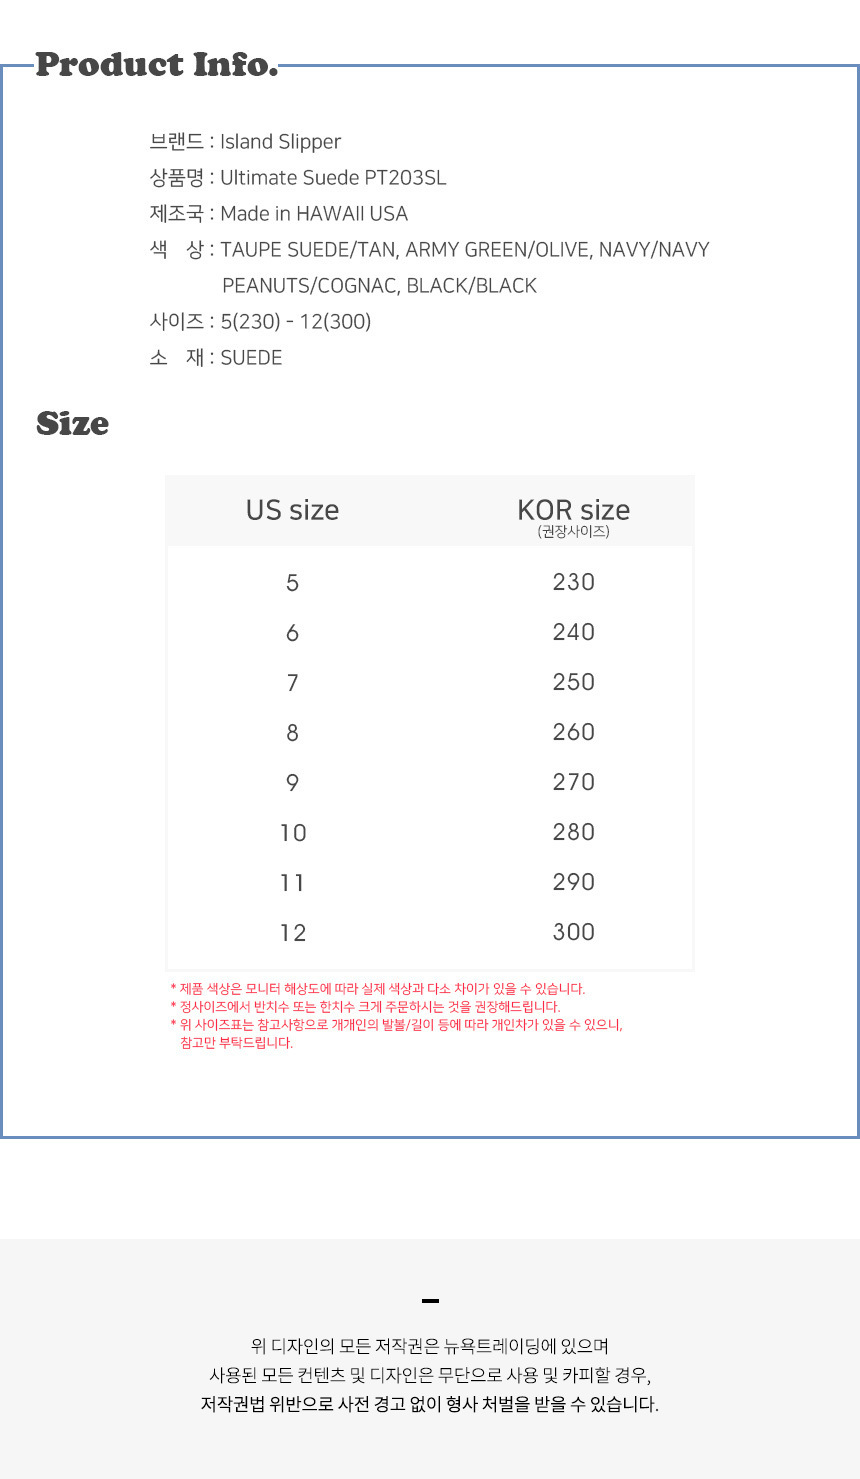 Product Info.
브랜드 : Island Slipper
상품명 : Ultimate Suede PT203SL
제조국 : Made in HAWAII USA
색 상 : TAUPE SUEDE/TAN, ARMY GREEN/OLIVE, NAVY/NAVY
PEANUTS/COGNAC, BLACK/BLACK
사이즈 : 5(230) - 12(300)
소 재 : SUEDE
Size
US size KOR size
(권장사이즈)
5 230
6 240
7 250
8 260
9 270
10 280
11 290
12 300
* 제품 색상은 모니터 해상도에 따라 실제 색상과 다소 차이가 있을 수 있습니다.
* 정사이즈에서 반치수 또는 한치수 크게 주문하시는 것을 권장해드립니다.
* 위 사이즈표는 참고사항으로 개개인의 발볼/길이 등에 따라 개인차가 있을 수 있으니,
참고만 부탁드립니다.
위 디자인의 모든 저작권은 뉴욕트레이딩에 있으며
사용된 모든 컨텐츠 및 디자인은 무단으로 사용 및 카피할 경우,
저작권법 위반으로 사전 경고 없이 형사 처벌을 받을 수 있습니다.